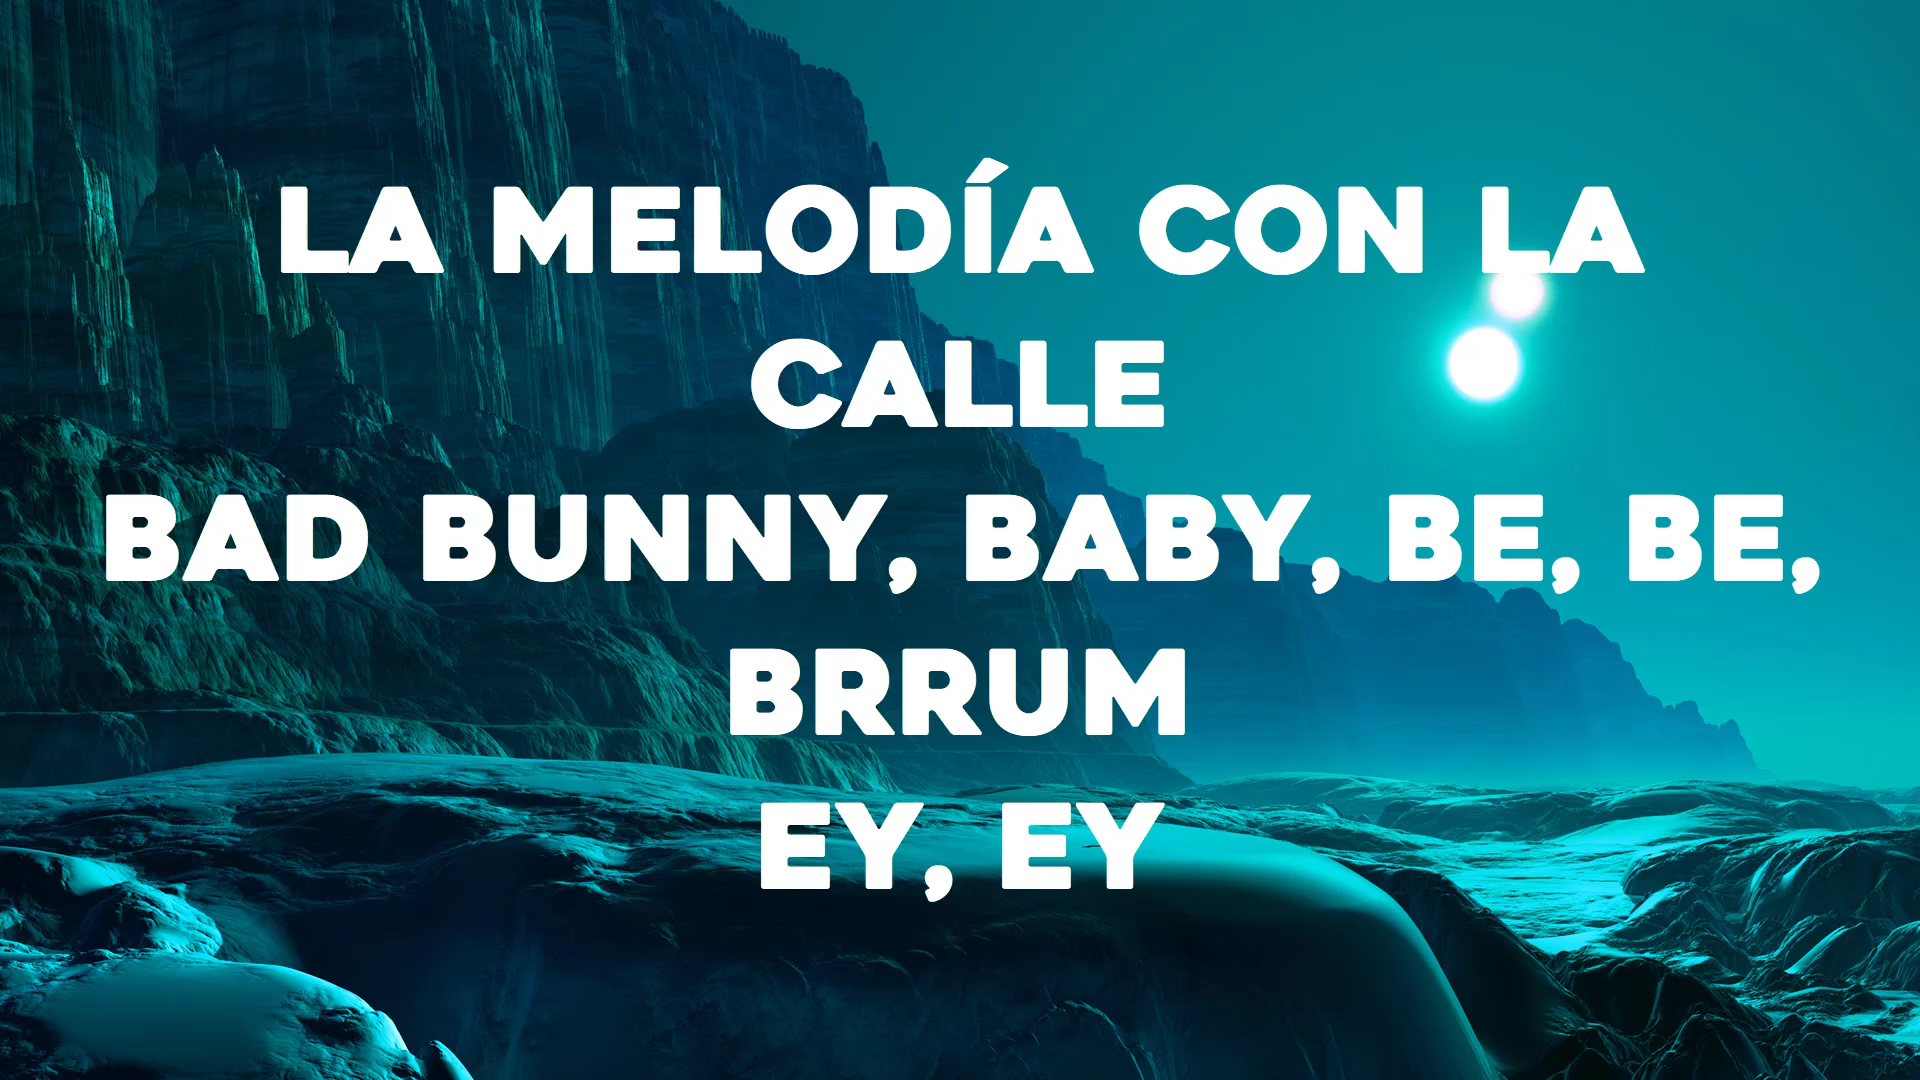 LA MELODÍA CON LA
CALLE
BAD BUNNY, BABY, BE, BE,
BRRUM
EY, EY